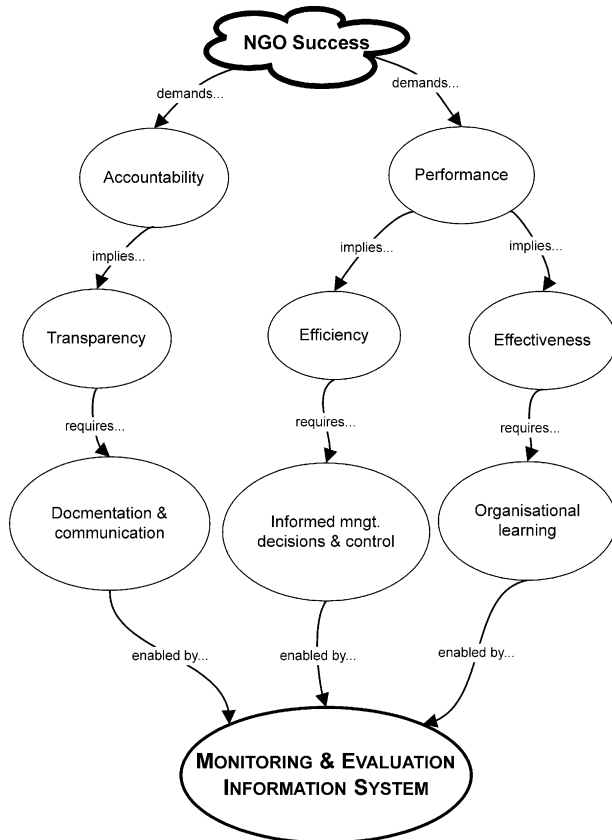 NGO Success
demands...
demands...
Accountability
Performance
implies...
implies...
implies...
Transparency
Efficiency
Effectiveness
requires...
requires...
requires...
Docmentation &
communication
Informed mngt.
decisions & control
Organisational
learning
enabled by...
enabled by...
enabled by...
MONITORING & EVALUATION
INFORMATION SYSTEM